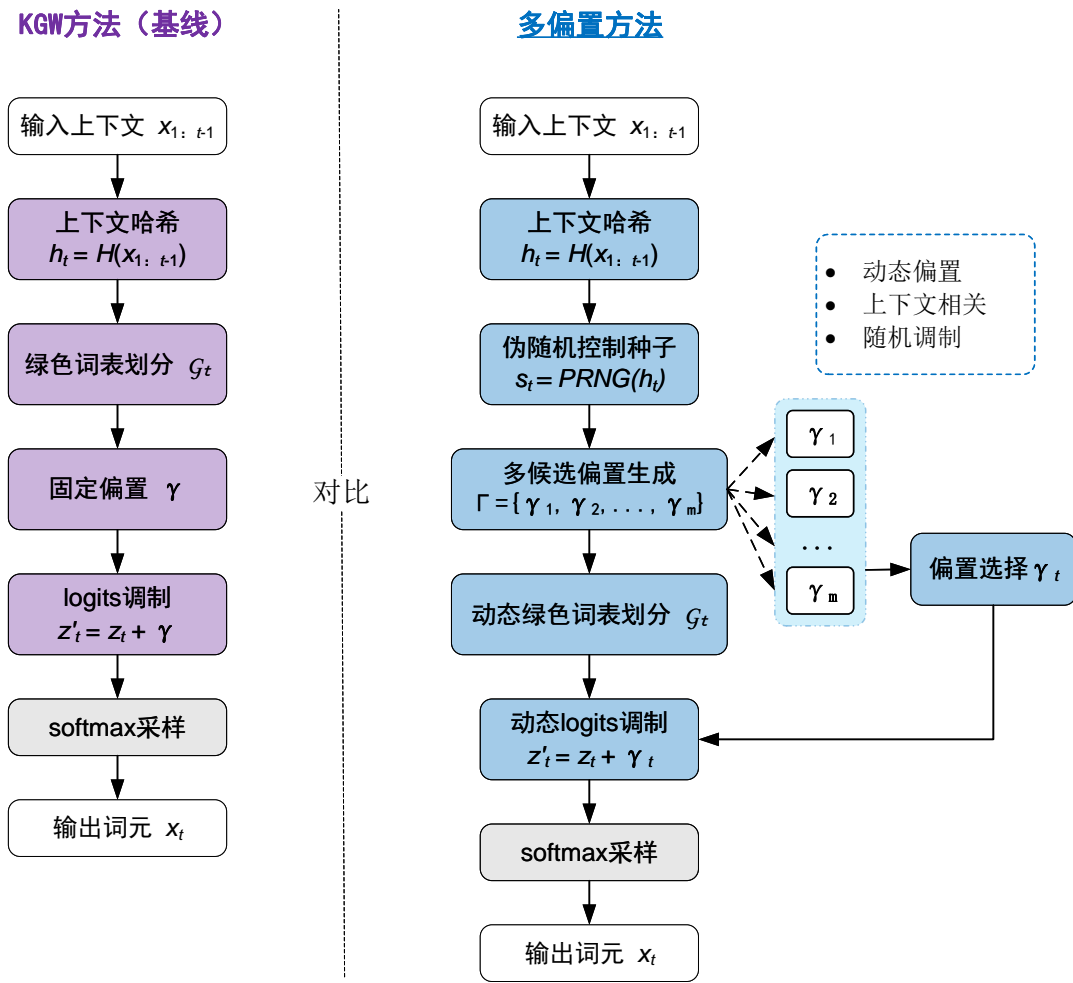 KGW方法（基线）
输入上下文 x1：t-1
上下文哈希
ht = H(x1：t-1)
绿色词表划分 𝒢t
固定偏置 γ
logits调制
z't = zt + γ
softmax采样
输出词元 xt
对比
多偏置方法
输入上下文 x1：t-1
上下文哈希
ht = H(x1：t-1)
伪随机控制种子
st = PRNG(ht)
多候选偏置生成
Γ={γ1, γ2,..., γm}
动态绿色词表划分 𝒢t
动态logits调制
z't = zt + γt
softmax采样
输出词元 xt
• 动态偏置
• 上下文相关
• 随机调制
γ1
γ2
...
γm
偏置选择 γt